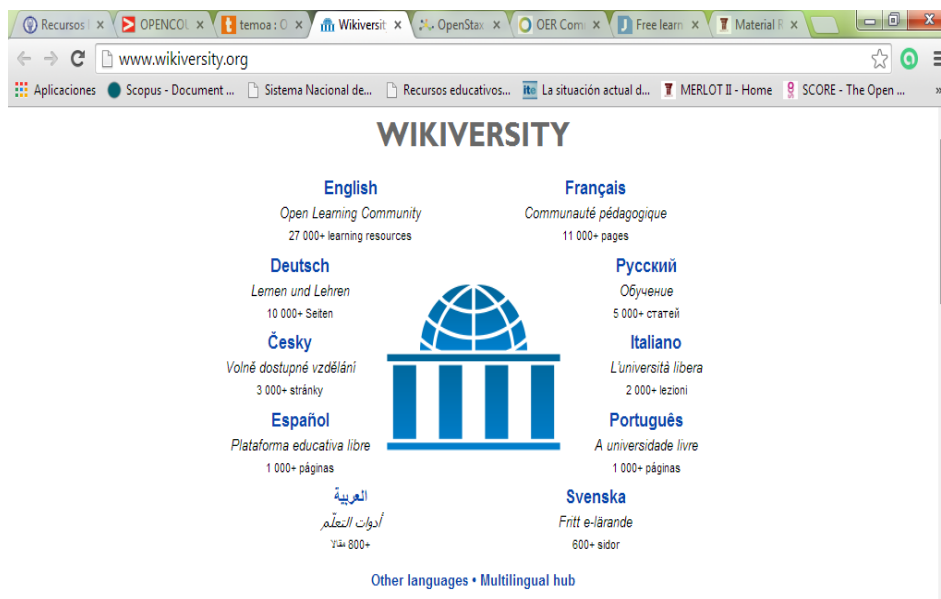 Recursos OPENCOL temoa : O Wikiversit OpenStax OER Com Free learn Material R
www.wikiversity.org
Aplicaciones Scopus - Document ... Sistema Nacional de... Recursos educativos... ite La situación actual d... MERLOT II - Home SCORE - The Open ... »
WIKIVERSITY
English Français
Open Learning Community Communauté pédagogique
27 000+ learning resources 11 000+ pages
Deutsch Русский
Lernen und Lehren Обучение
10 000+ Seiten 5 000+ статей
Česky Italiano
Volně dostupné vzdělání L'università libera
3 000+ stránky 2 000+ lezioni
Español Português
Plataforma educativa libre A universidade livre
1 000+ páginas 1 000+ páginas
العربية Svenska
أدوات التعلّم Fritt e-lärande
800+ مقالا 600+ sidor
Other languages • Multilingual hub